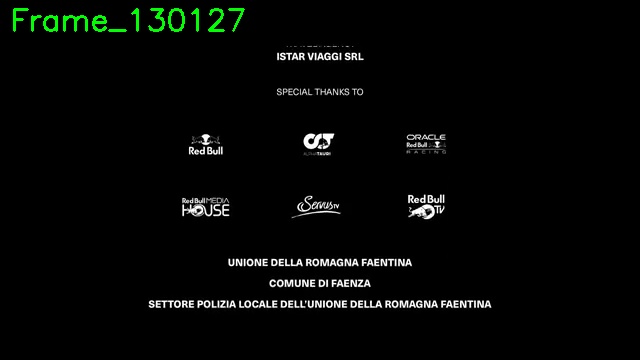 Frame_130127
ISTAR VIAGGI SRL
SPECIAL THANKS TO
Red Bull
ALPHATAURI
ORACLE
Red Bull
RACING
Red Bull MEDIA
HOUSE
ServusTV
Red Bull
TV
UNIONE DELLA ROMAGNA FAENTINA
COMUNE DI FAENZA
SETTORE POLIZIA LOCALE DELL'UNIONE DELLA ROMAGNA FAENTINA